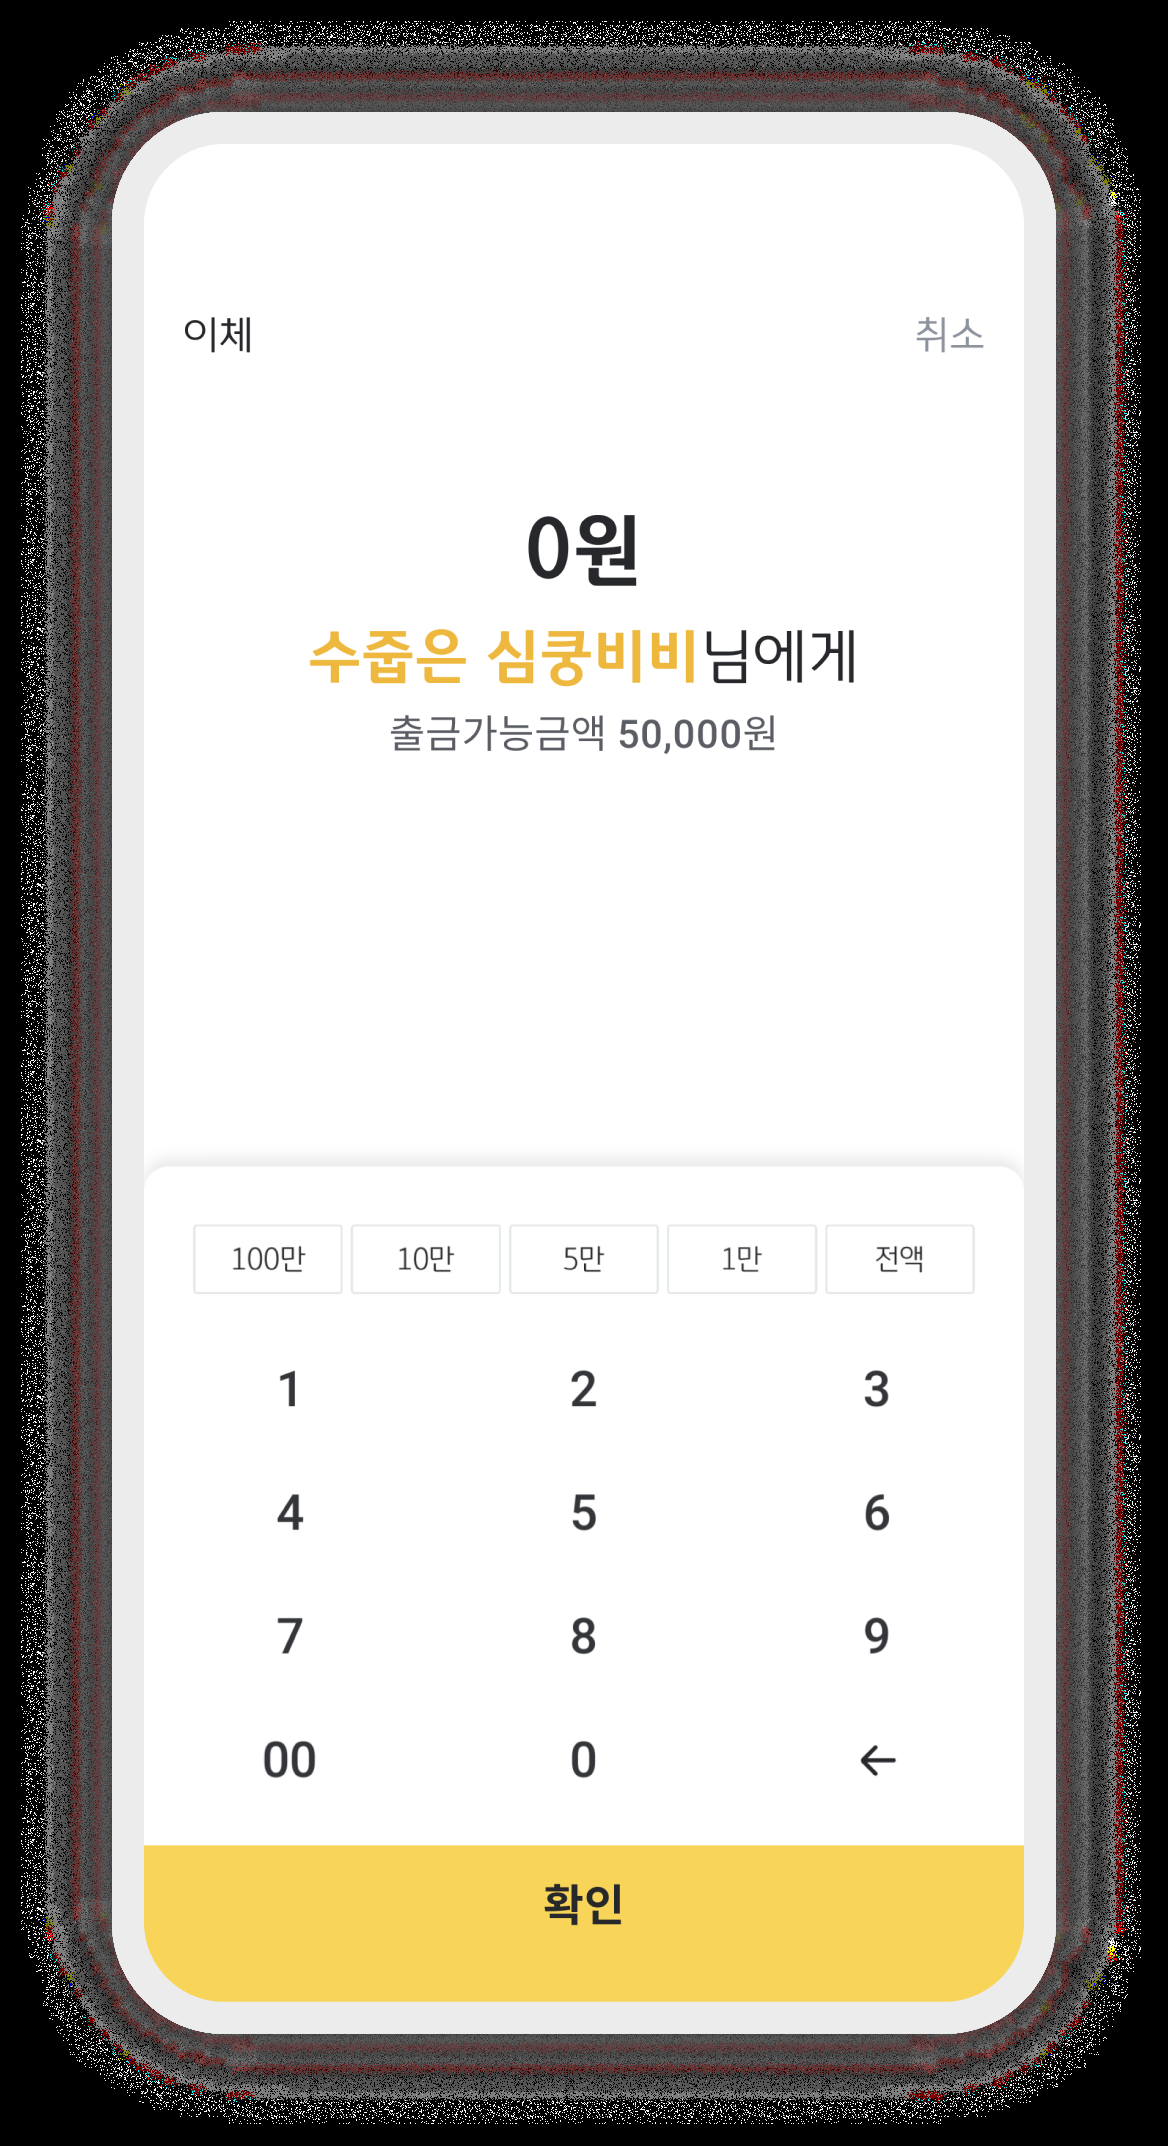 이체 취소
0원
수줍은 심쿵비비님에게
출금가능금액 50,000원
100만 10만 5만 1만 전액
1 2 3
4 5 6
7 8 9
00 0 ←
확인